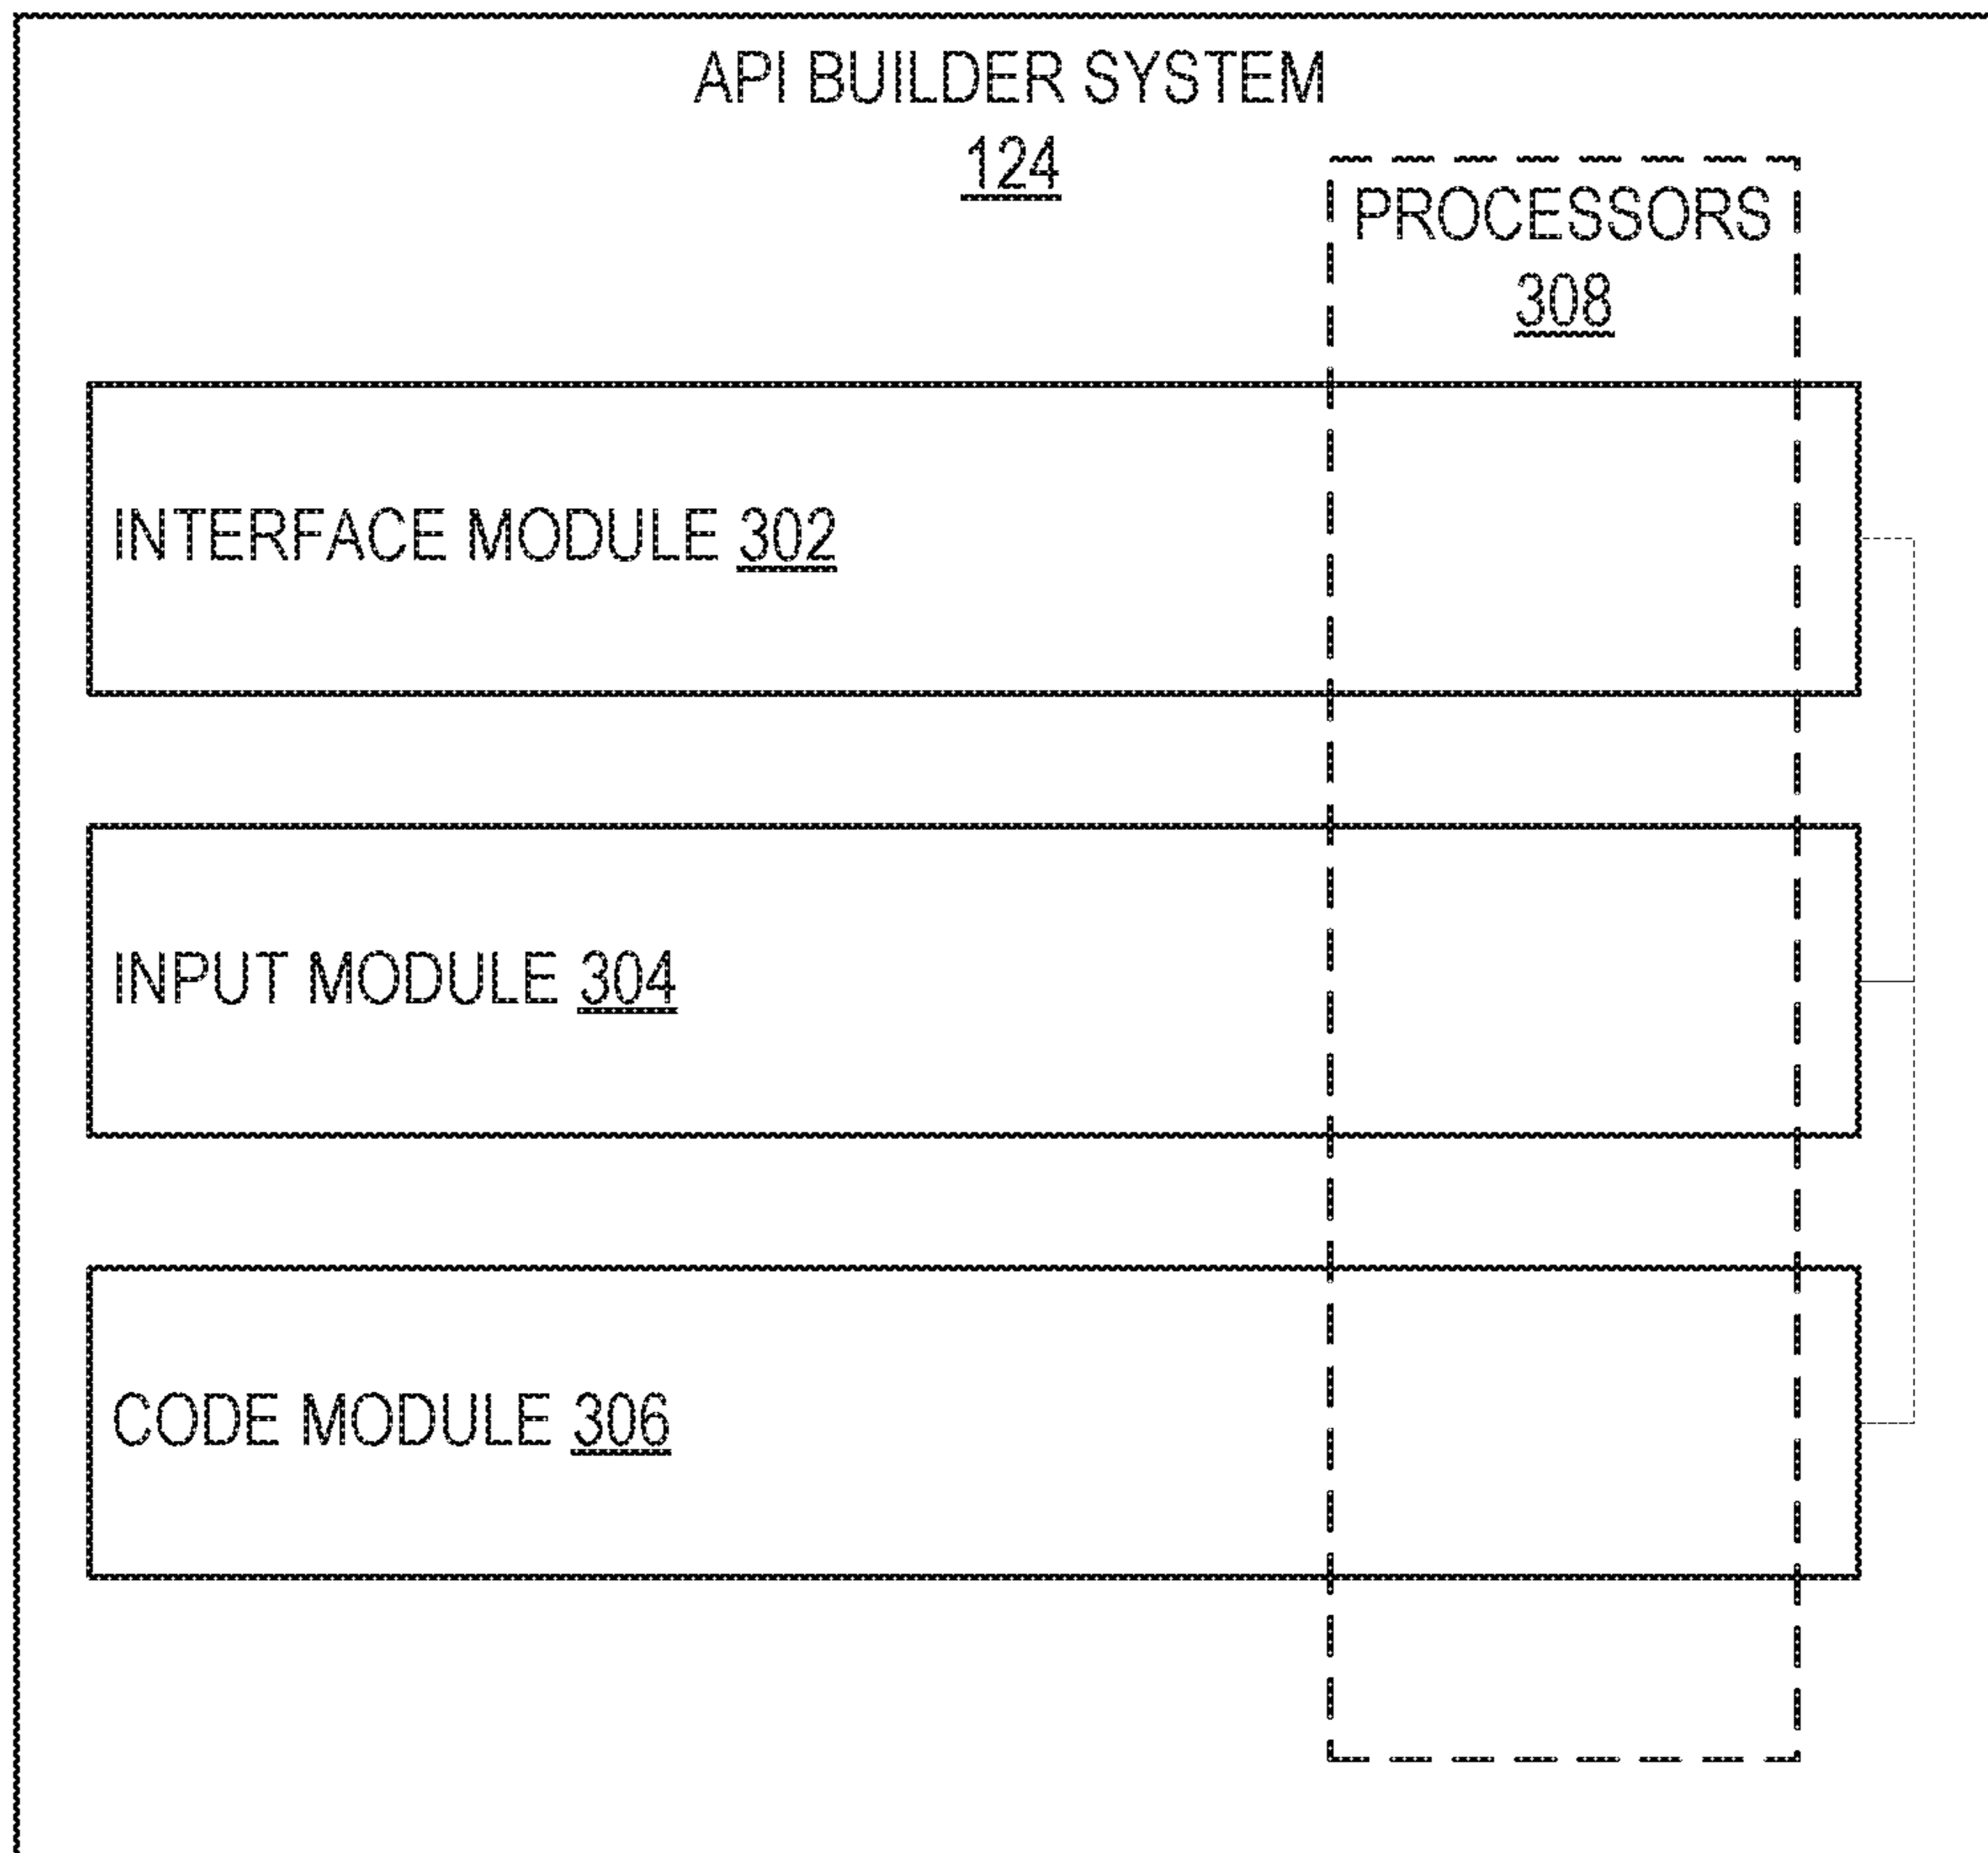 API BUILDER SYSTEM
124
PROCESSORS
308
INTERFACE MODULE 302
INPUT MODULE 304
CODE MODULE 306